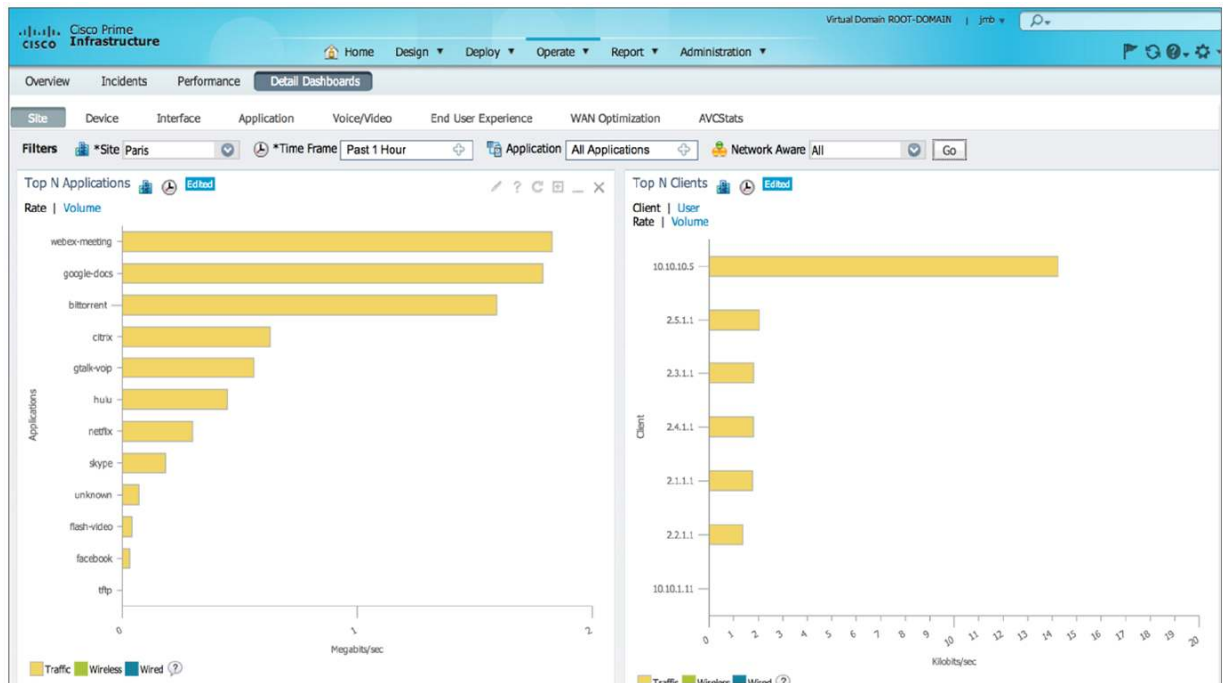 Virtual Domain ROOT-DOMAIN | jmb
Cisco Prime
CISCO Infrastructure
Home Design Deploy Operate Report Administration
Overview Incidents Performance Detail Dashboards
Site Device Interface Application Voice/Video End User Experience WAN Optimization AVCStats
Filters *Site Paris *Time Frame Past 1 Hour Application All Applications Network Aware All Go
Top N Applications Edited
Rate | Volume
webex-meeting
google-docs
bittorrent
citrix
gtalk-voip
hulu
netflix
skype
unknown
flash-video
facebook
tftp
Applications
0 1 2
Megabits/sec
Traffic Wireless Wired ?
Top N Clients Edited
Client | User
Rate | Volume
10.10.10.5
2.5.1.1
2.3.1.1
2.4.1.1
2.1.1.1
2.2.1.1
10.10.1.11
Client
0 1 2 3 4 5 6 7 8 9 10 11 12 13 14 15 16 17 18 19 20
Kilobits/sec
Traffic Wireless Wired ?